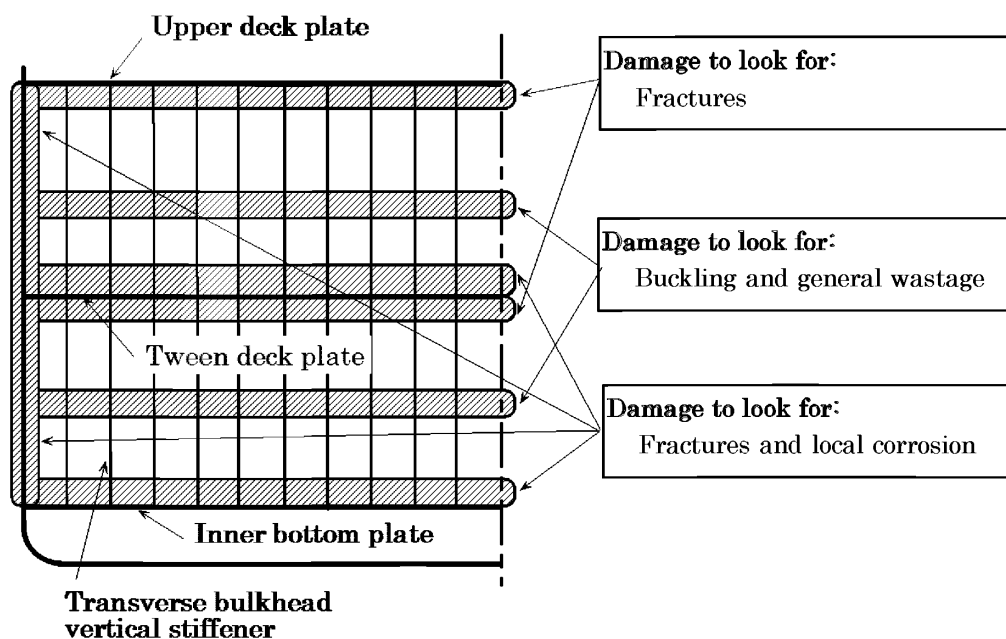 Upper deck plate
Damage to look for:
Fractures
Damage to look for:
Buckling and general wastage
Tween deck plate
Damage to look for:
Fractures and local corrosion
Inner bottom plate
Transverse bulkhead
vertical stiffener